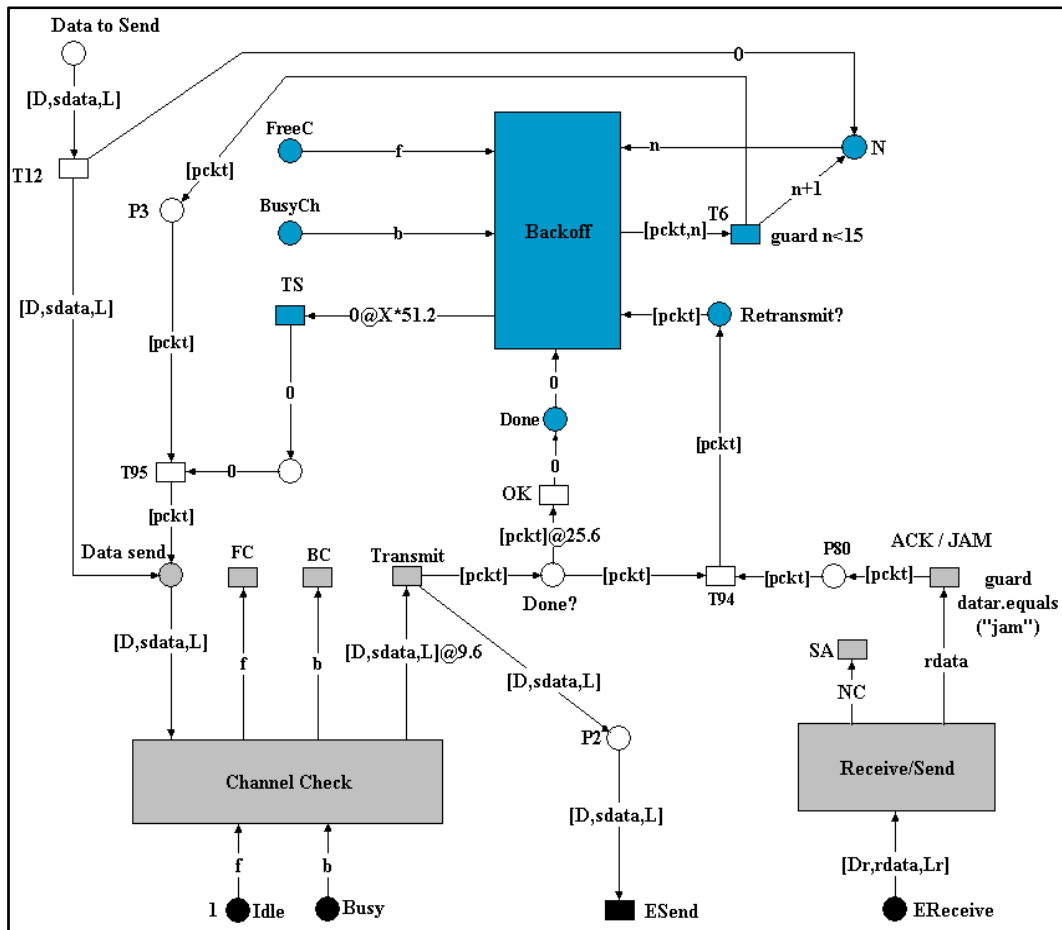 Data to Send
0
[D,sdata,L]
FreeC
f
n
N
T12
[pckt]
n+1
P3
BusyCh
b
Backoff
[pckt,n]
T6
guard n<15
TS
[D,sdata,L]
0@X*51.2
[pckt]
Retransmit?
[pckt]
0
0
Done
[pckt]
T95
0
0
OK
[pckt]
[pckt]@25.6
Data send
FC
BC
Transmit
[pckt]
Done?
[pckt]
T94
[pckt]
P80
[pckt]
ACK / JAM
guard
datar.equals
("jam")
[D,sdata,L]
f
b
[D,sdata,L]@9.6
[D,sdata,L]
SA
NC
rdata
P2
Channel Check
Receive/Send
[D,sdata,L]
f
b
[Dr,rdata,Lr]
1
Idle
Busy
ESend
EReceive